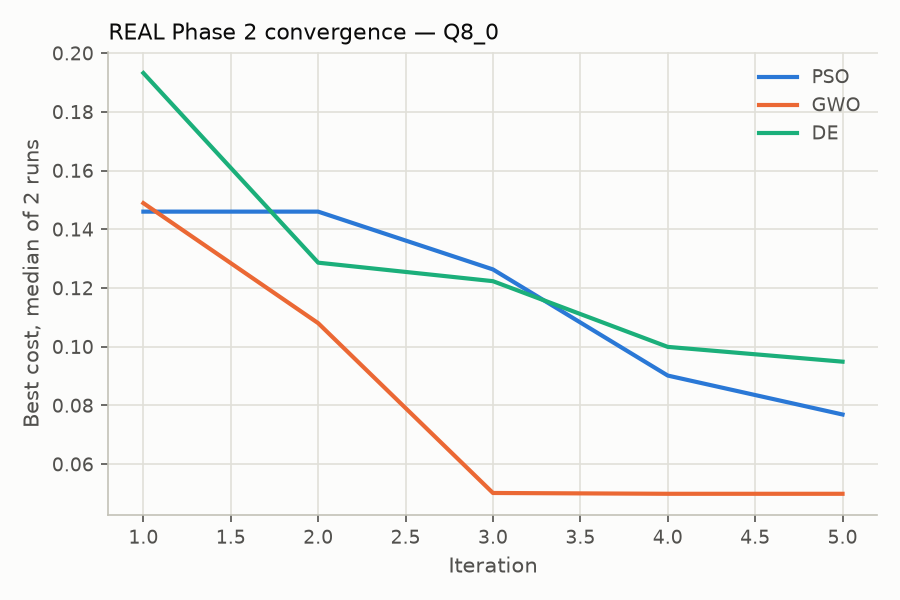 REAL Phase 2 convergence — Q8_0
PSO
GWO
DE
Best cost, median of 2 runs
0.20
0.18
0.16
0.14
0.12
0.10
0.08
0.06
1.0 1.5 2.0 2.5 3.0 3.5 4.0 4.5 5.0
Iteration